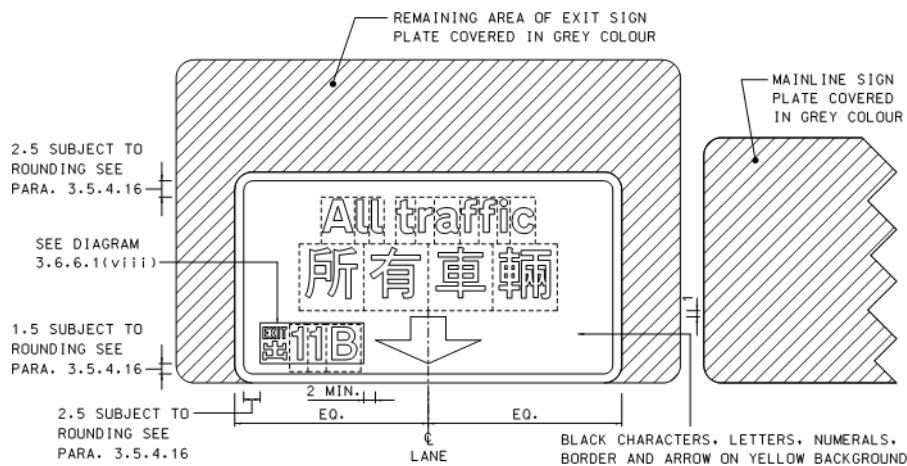 REMAINING AREA OF EXIT SIGN
PLATE COVERED IN GREY COLOUR
MAINLINE SIGN
PLATE COVERED
IN GREY COLOUR
2.5 SUBJECT TO
ROUNDING SEE
PARA. 3.5.4.16
All traffic
所有車輛
SEE DIAGRAM
3.6.6.1(viii)
1
EXIT
出
11B
1.5 SUBJECT TO
ROUNDING SEE
PARA. 3.5.4.16
2 MIN.
2.5 SUBJECT TO
ROUNDING SEE
PARA. 3.5.4.16
EQ.
EQ.
℄
LANE
BLACK CHARACTERS, LETTERS, NUMERALS,
BORDER AND ARROW ON YELLOW BACKGROUND